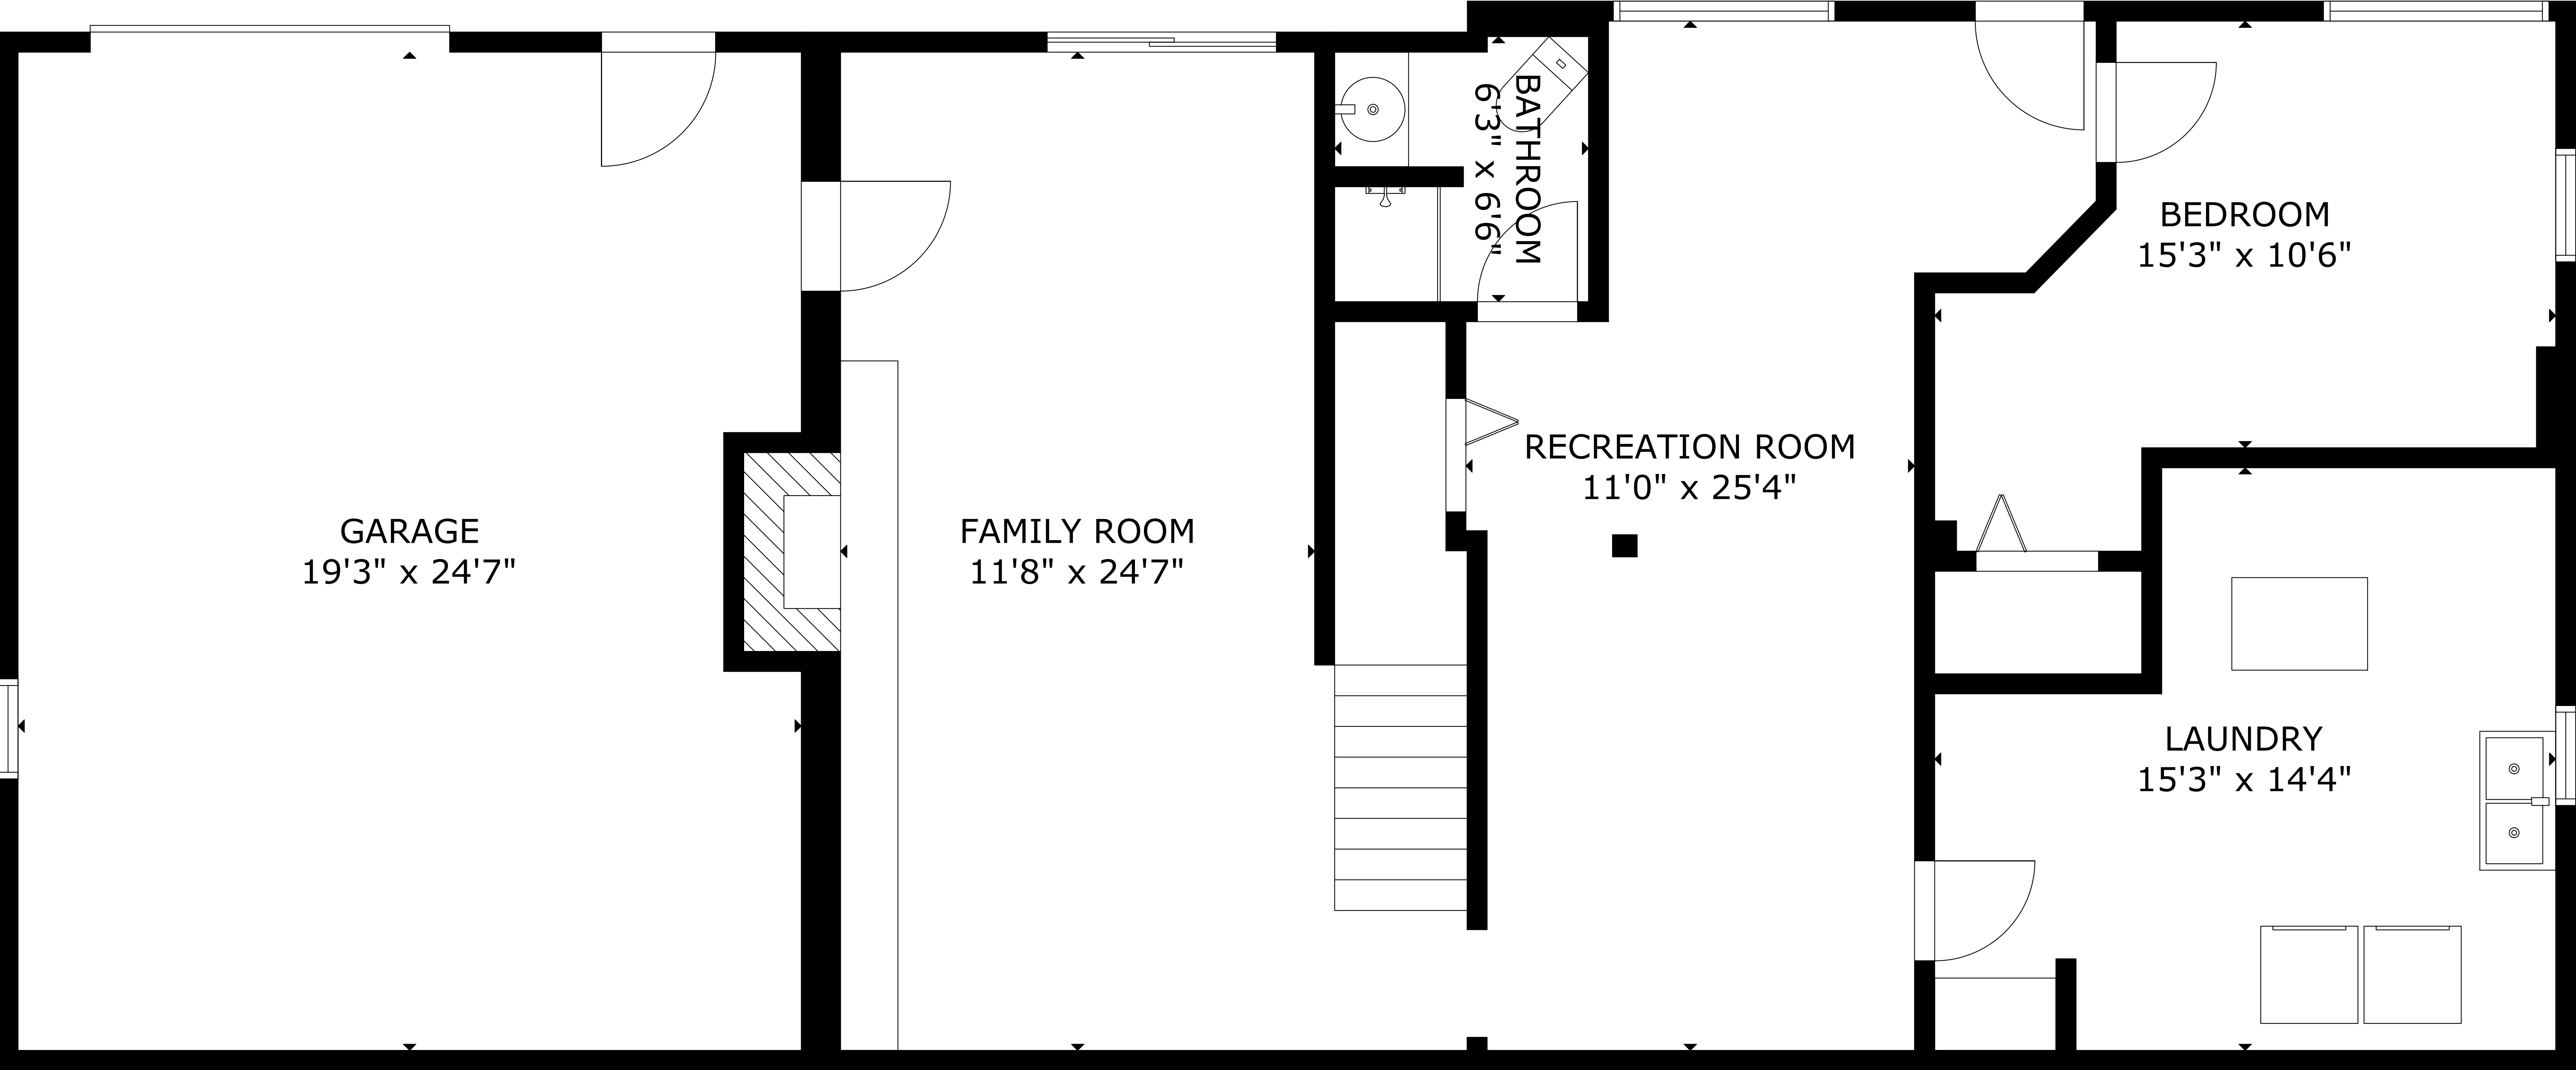 GARAGE
19'3" x 24'7"
FAMILY ROOM
11'8" x 24'7"
BATHROOM
6'3" x 6'6"
RECREATION ROOM
11'0" x 25'4"
BEDROOM
15'3" x 10'6"
LAUNDRY
15'3" x 14'4"